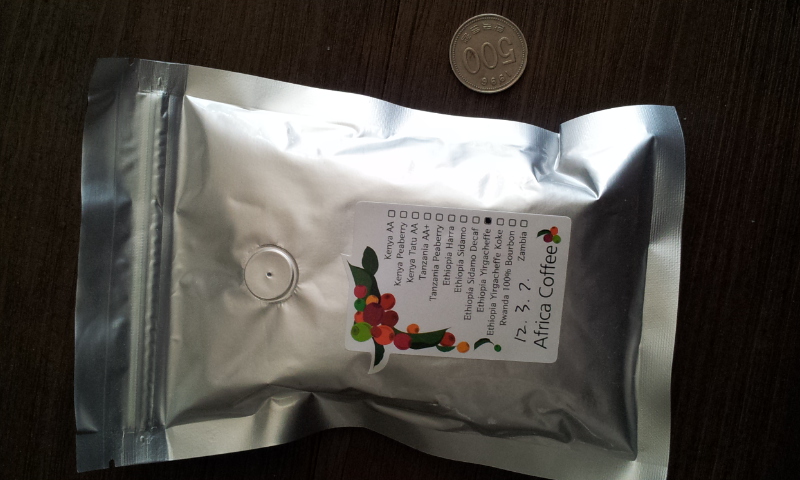 Kenya AA □
Kenya Peaberry □
Kenya Tatu AA □
Tanzania AA+ □
Tanzania Peaberry □
Ethiopia Harra □
Ethiopia Sidamo □
Ethiopia Sidamo Decaf □
Ethiopia Yirgacheffe ■
Ethiopia Yirgacheffe Koke □
Rwanda 100% Bourbon □
Zambia □
12. 3. 7.
Africa Coffee
500